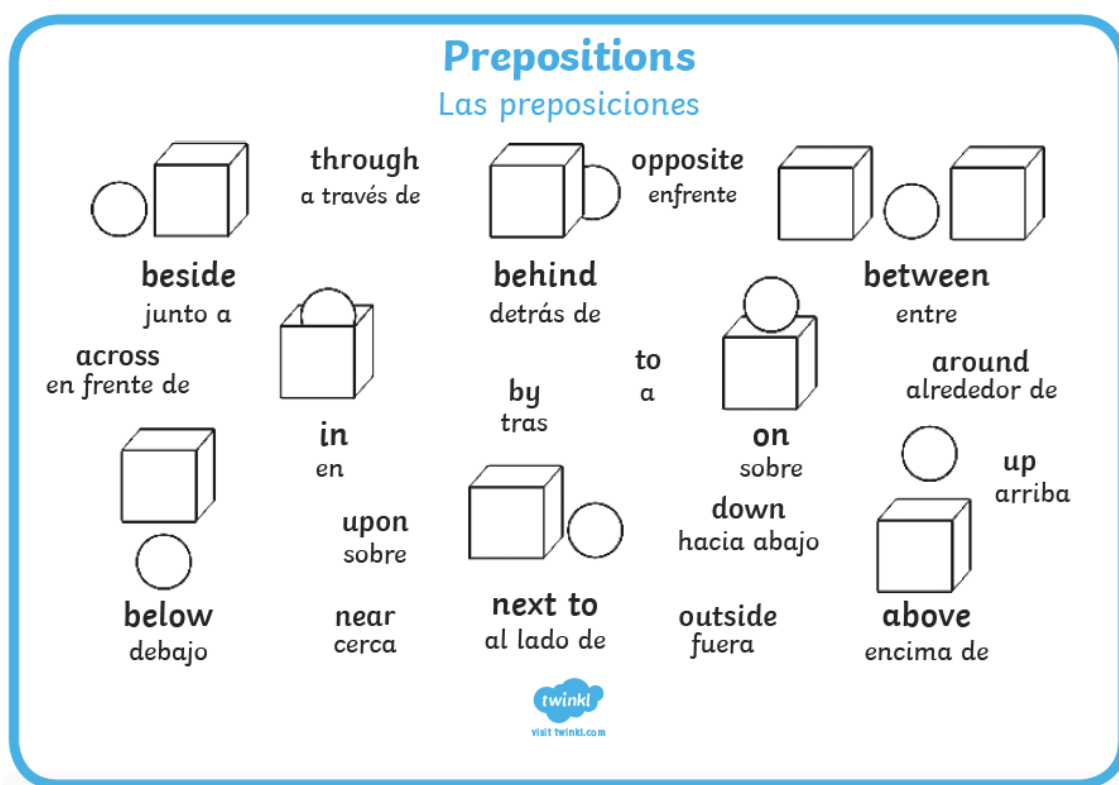 Prepositions
Las preposiciones
through
a través de
opposite
enfrente
beside
junto a
behind
detrás de
between
entre
across
en frente de
in
en
by
tras
to
a
on
sobre
around
alrededor de
up
arriba
upon
sobre
down
hacia abajo
below
debajo
near
cerca
next to
al lado de
outside
fuera
above
encima de
twinkl
visit twinkl.com